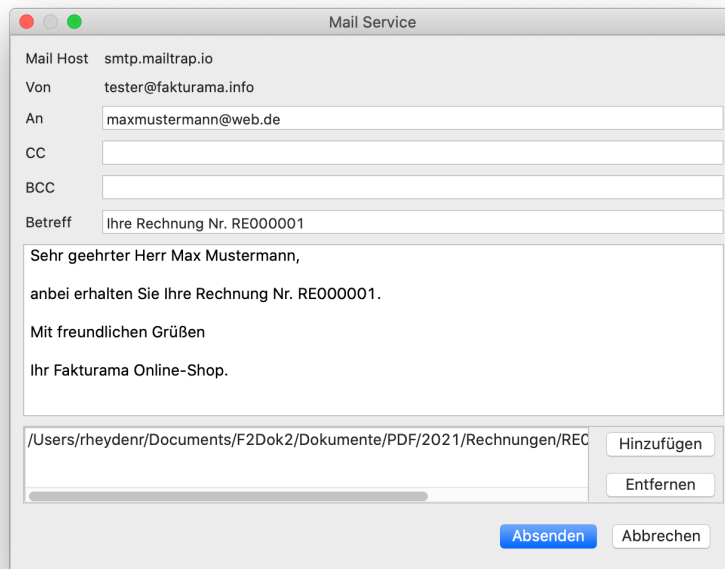 Mail Service
Mail Host smtp.mailtrap.io
Von tester@fakturama.info
An maxmustermann@web.de
CC
BCC
Betreff Ihre Rechnung Nr. RE000001
Sehr geehrter Herr Max Mustermann,
anbei erhalten Sie Ihre Rechnung Nr. RE000001.
Mit freundlichen Grüßen
Ihr Fakturama Online-Shop.
/Users/rheydenr/Documents/F2Dok2/Dokumente/PDF/2021/Rechnungen/RE0
Hinzufügen
Entfernen
Absenden Abbrechen